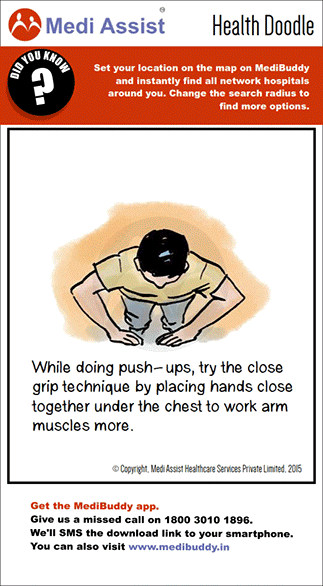 Medi Assist
®
Health Doodle
DID YOU KNOW
?
Set your location on the map on MediBuddy
and instantly find all network hospitals
around you. Change the search radius to
find more options.
While doing push-ups, try the close
grip technique by placing hands close
together under the chest to work arm
muscles more.
© Copyright, Medi Assist Healthcare Services Private Limited, 2015
Get the MediBuddy app.
Give us a missed call on 1800 3010 1896.
We'll SMS the download link to your smartphone.
You can also visit www.medibuddy.in